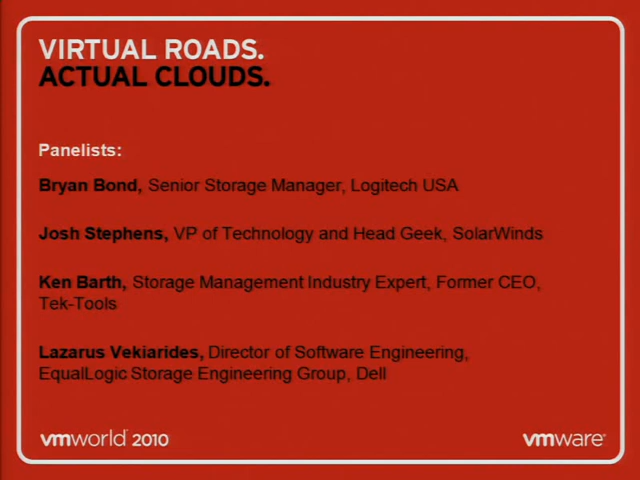 VIRTUAL ROADS.
ACTUAL CLOUDS.
Panelists:
Bryan Bond, Senior Storage Manager, Logitech USA
Josh Stephens, VP of Technology and Head Geek, SolarWinds
Ken Barth, Storage Management Industry Expert, Former CEO,
Tek-Tools
Lazarus Vekiarides, Director of Software Engineering,
EqualLogic Storage Engineering Group, Dell
vmworld 2010
vmware